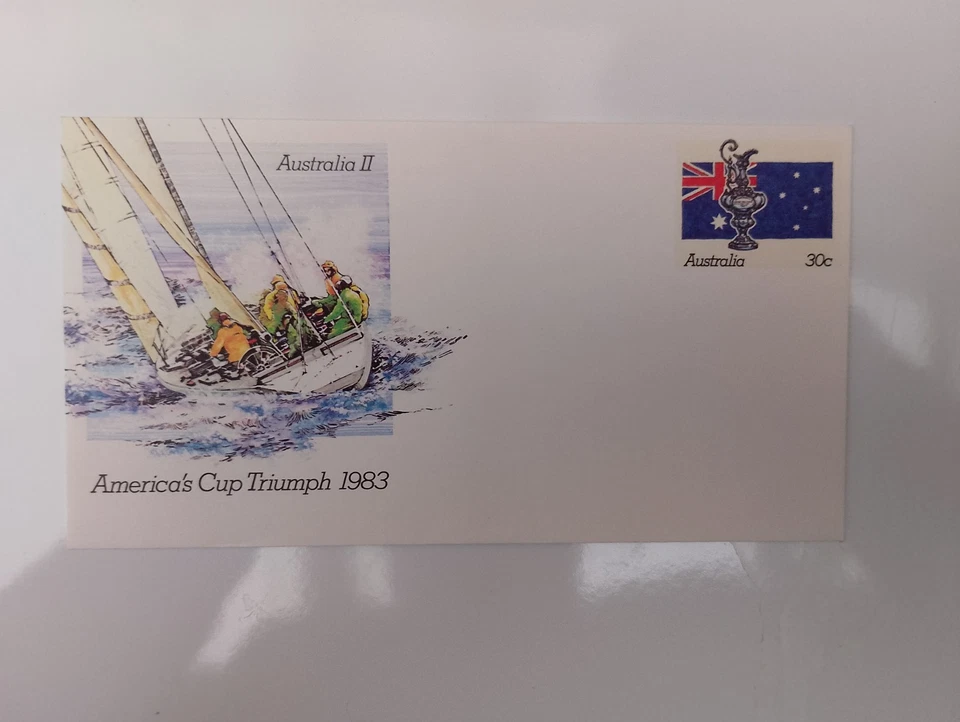 Australia II
Australia 30c
America's Cup Triumph 1983